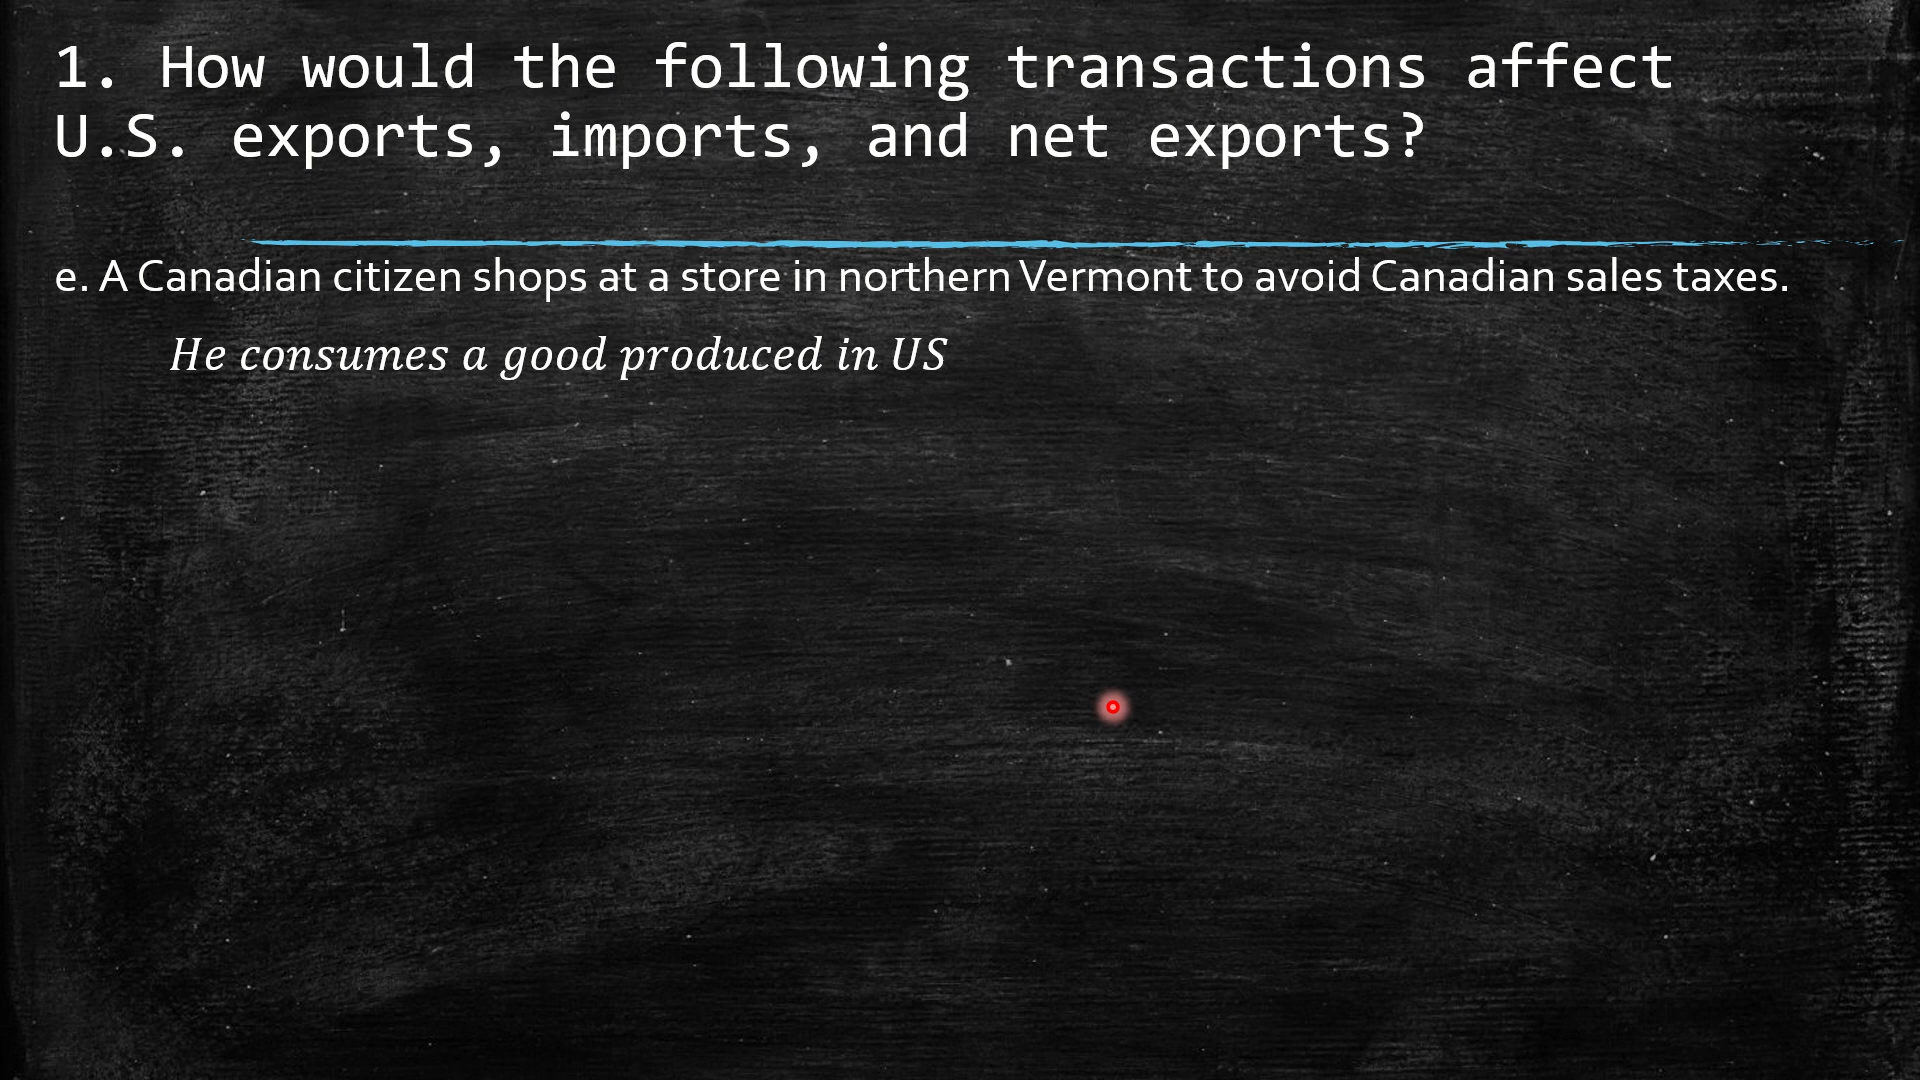 1. How would the following transactions affect
U.S. exports, imports, and net exports?
e. A Canadian citizen shops at a store in northern Vermont to avoid Canadian sales taxes.
He consumes a good produced in US